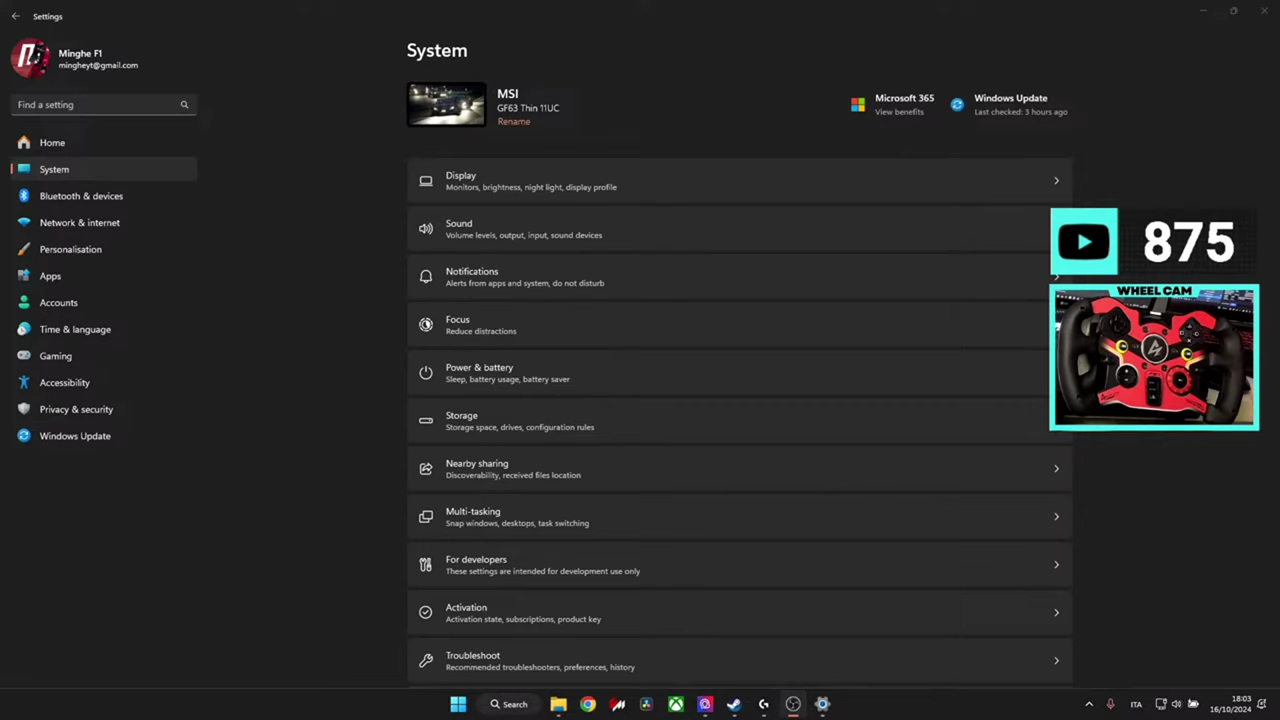 Settings
Minghe F1
mingheyt@gmail.com
Find a setting
Home
System
Bluetooth & devices
Network & internet
Personalisation
Apps
Accounts
Time & language
Gaming
Accessibility
Privacy & security
Windows Update
System
MSI
GF63 Thin 11UC
Rename
Microsoft 365
View benefits
Windows Update
Last checked: 3 hours ago
Display
Monitors, brightness, night light, display profile
Sound
Volume levels, output, input, sound devices
Notifications
Alerts from apps and system, do not disturb
Focus
Reduce distractions
Power & battery
Sleep, battery usage, battery saver
Storage
Storage space, drives, configuration rules
Nearby sharing
Discoverability, received files location
Multi-tasking
Snap windows, desktops, task switching
For developers
These settings are intended for development use only
Activation
Activation state, subscriptions, product key
Troubleshoot
Recommended troubleshooters, preferences, history
875
WHEEL CAM
Search
ITA
18:03
16/10/2024